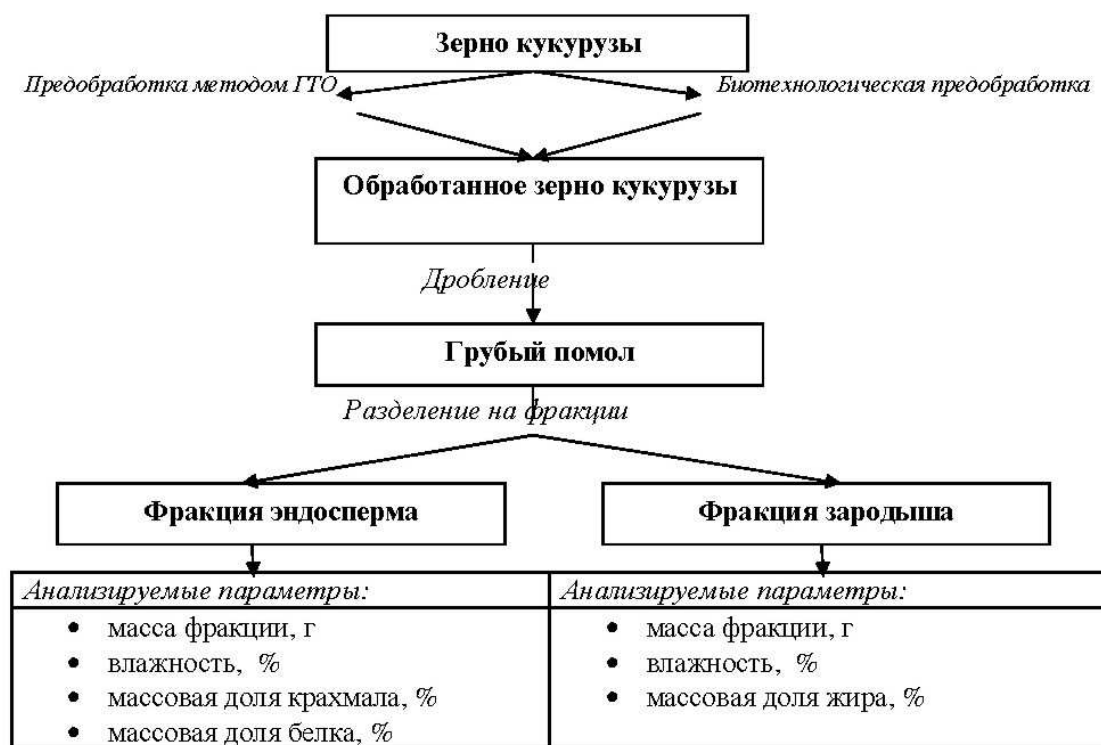 Зерно кукурузы
Предобработка методом ГТО
Биотехнологическая предобработка
Обработанное зерно кукурузы
Дробление
Грубый помол
Разделение на фракции
Фракция эндосперма
Фракция зародыша
Анализируемые параметры:
• масса фракции, г
• влажность, %
• массовая доля крахмала, %
• массовая доля белка, %
Анализируемые параметры:
• масса фракции, г
• влажность, %
• массовая доля жира, %